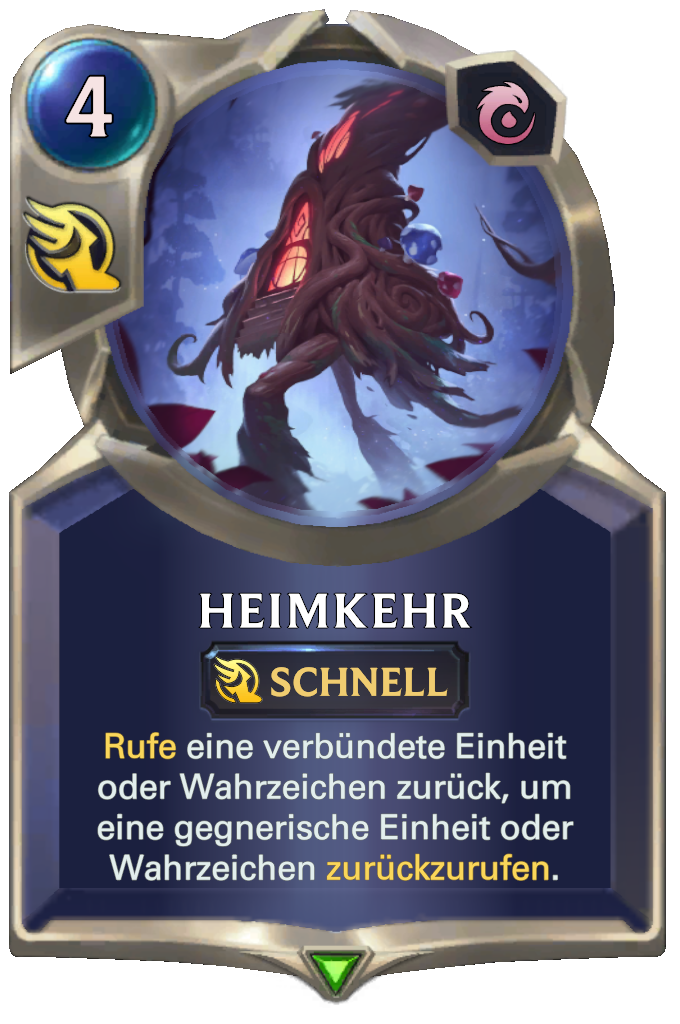 4
HEIMKEHR
SCHNELL
Rufe eine verbündete Einheit
oder Wahrzeichen zurück, um
eine gegnerische Einheit oder
Wahrzeichen zurückzurufen.